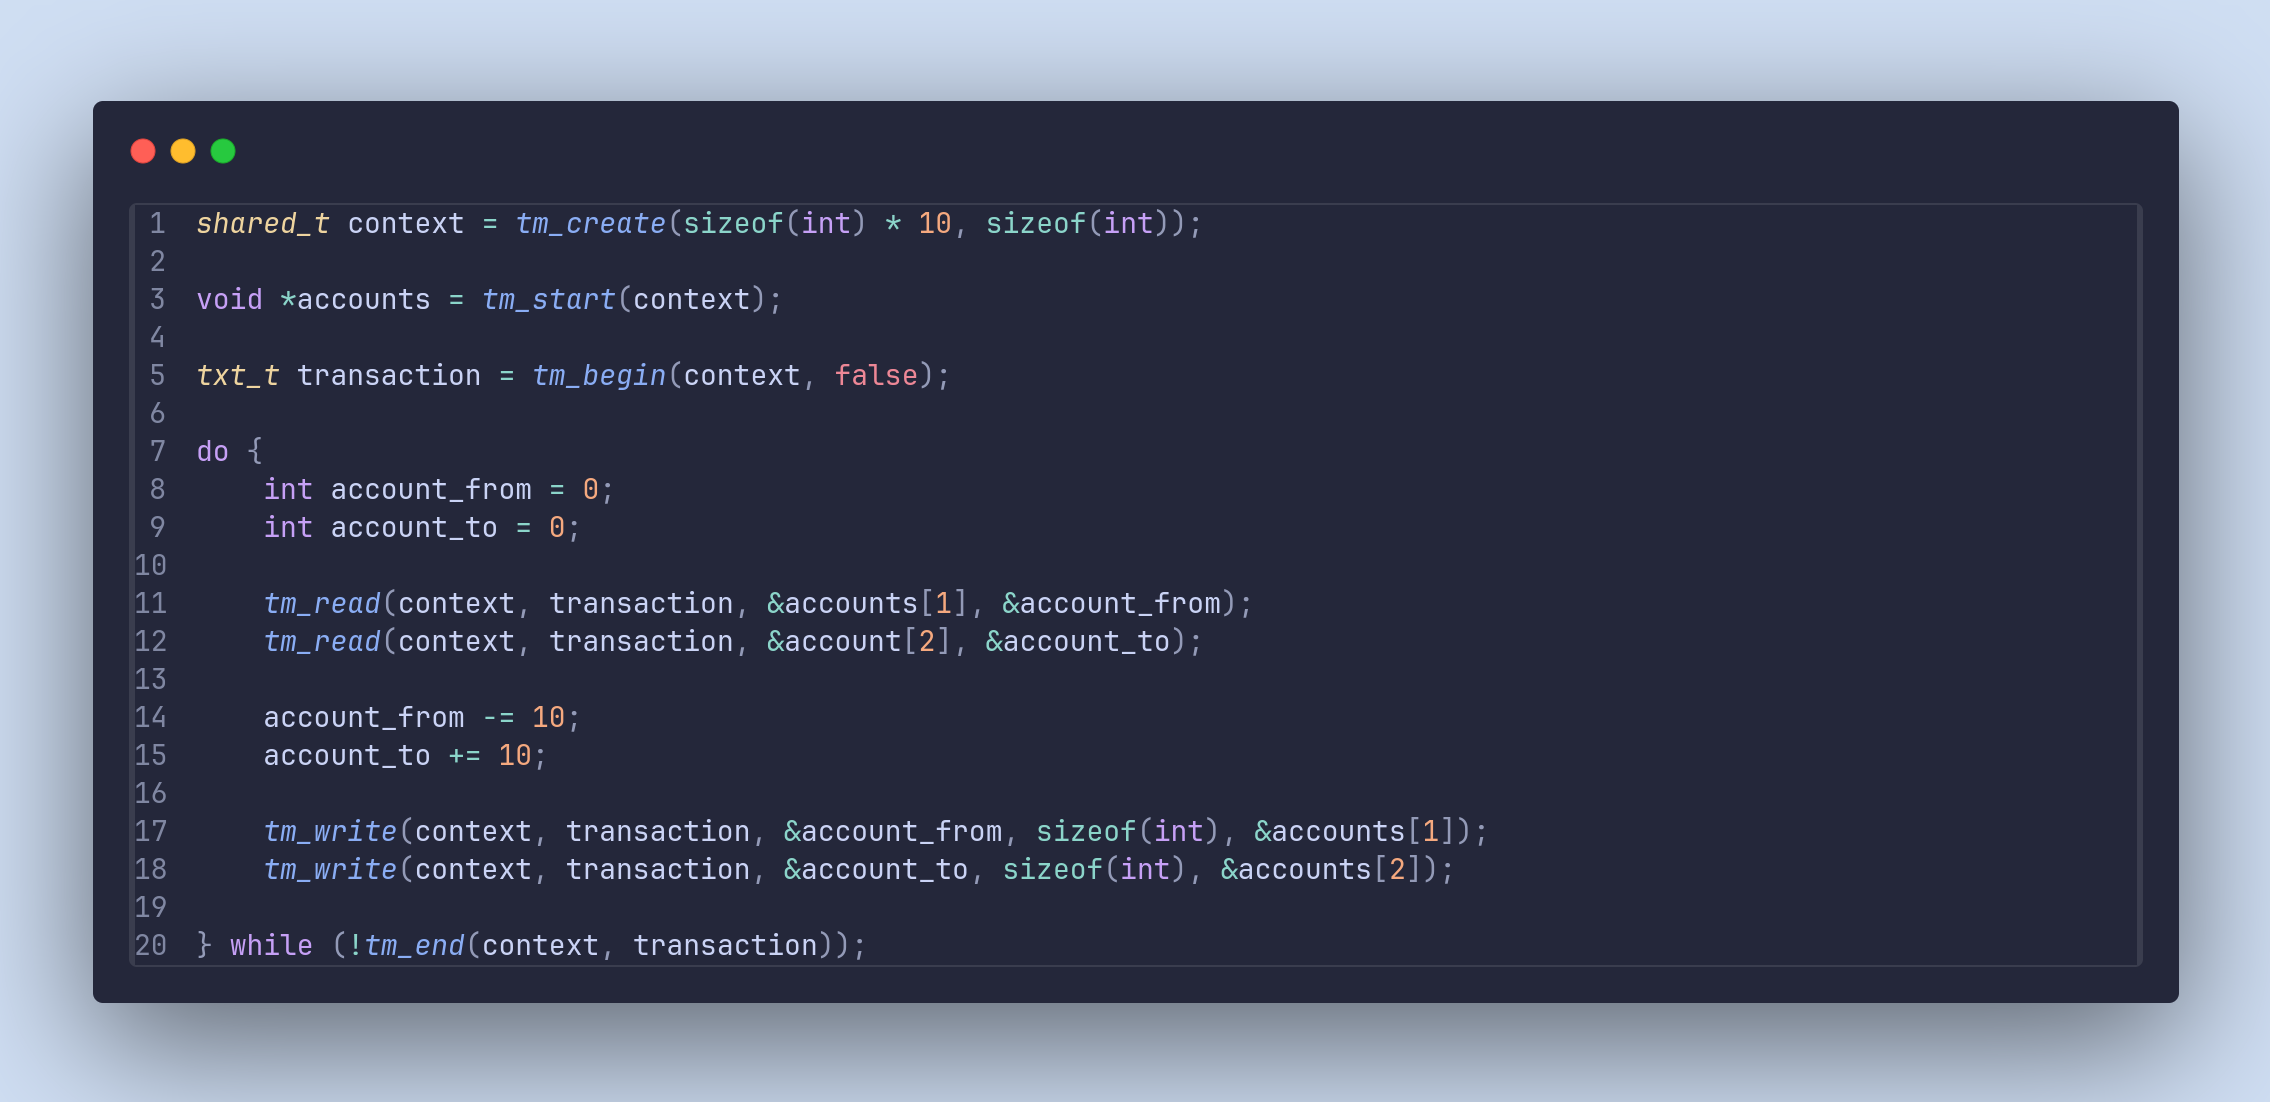 1 shared_t context = tm_create(sizeof(int) * 10, sizeof(int));
2
3 void *accounts = tm_start(context);
4
5 txt_t transaction = tm_begin(context, false);
6
7 do {
8     int account_from = 0;
9     int account_to = 0;
10
11     tm_read(context, transaction, &accounts[1], &account_from);
12     tm_read(context, transaction, &account[2], &account_to);
13
14     account_from -= 10;
15     account_to += 10;
16
17     tm_write(context, transaction, &account_from, sizeof(int), &accounts[1]);
18     tm_write(context, transaction, &account_to, sizeof(int), &accounts[2]);
19
20 } while (!tm_end(context, transaction));